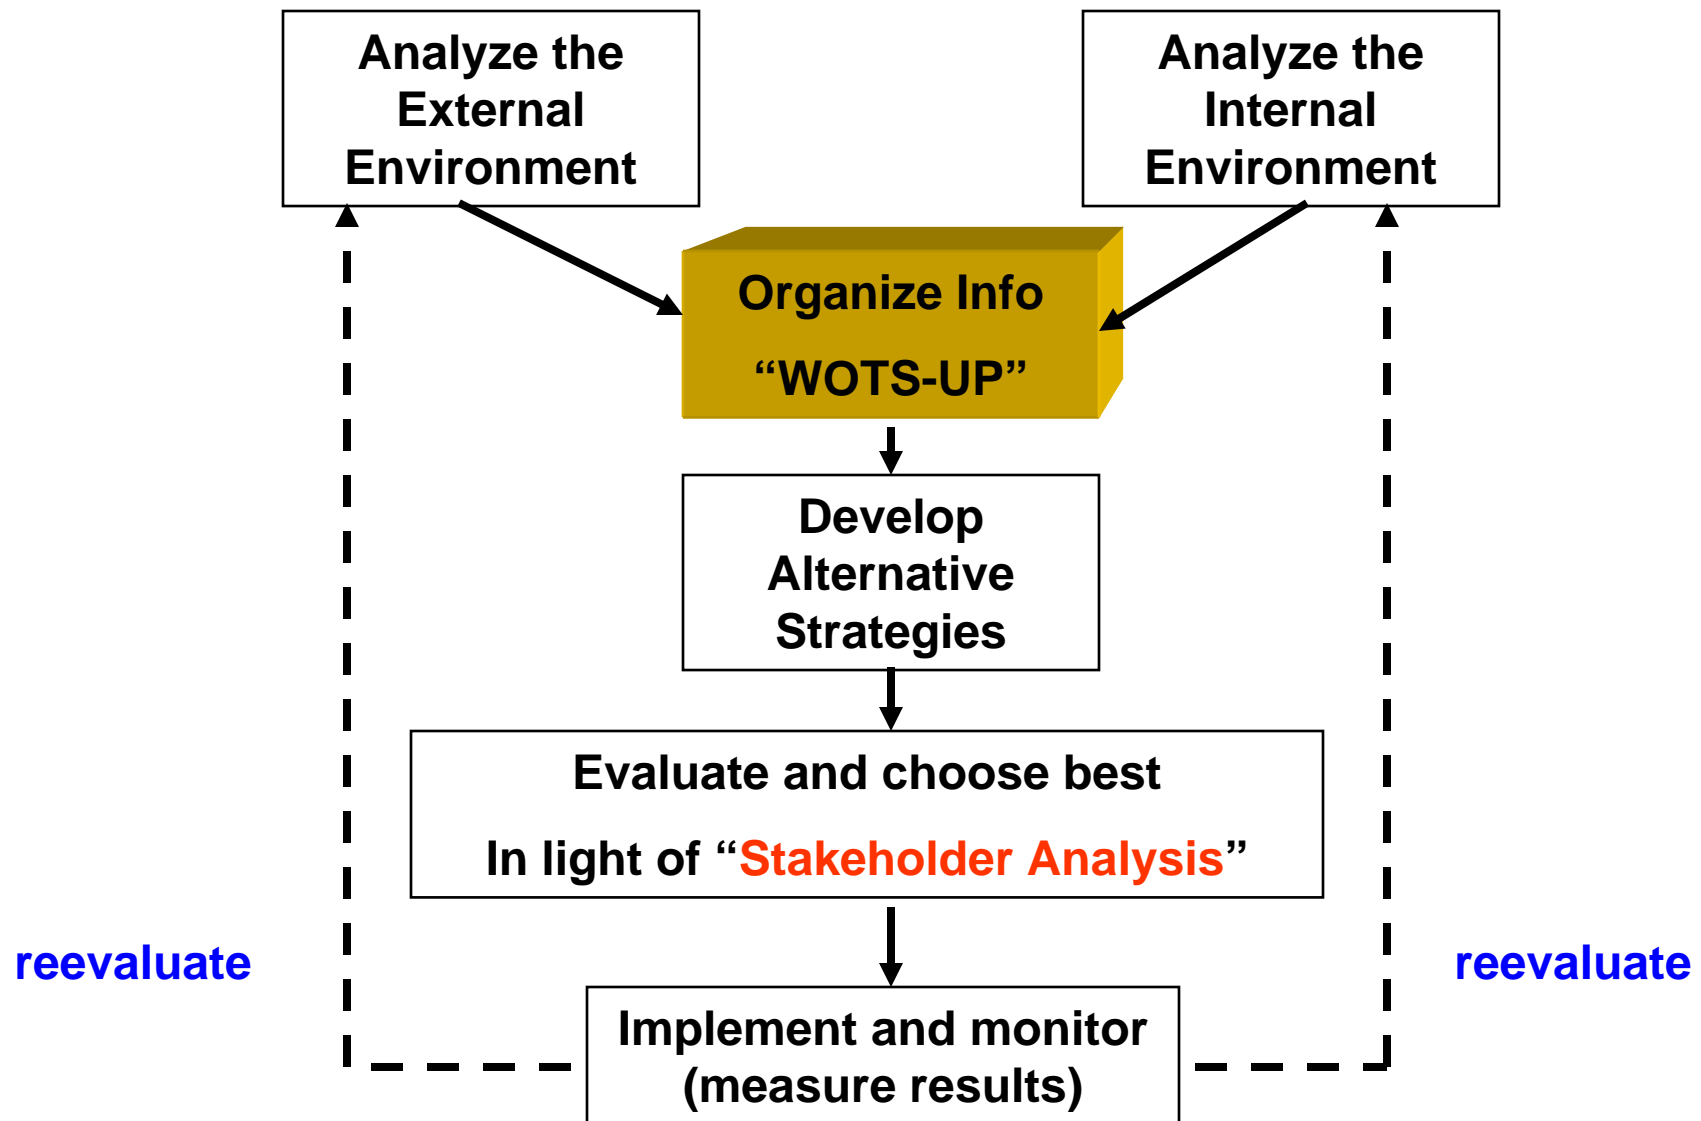 Analyze the
External
Environment
Analyze the
Internal
Environment
Organize Info
“WOTS-UP”
Develop
Alternative
Strategies
Evaluate and choose best
In light of “Stakeholder Analysis”
reevaluate
reevaluate
Implement and monitor
(measure results)